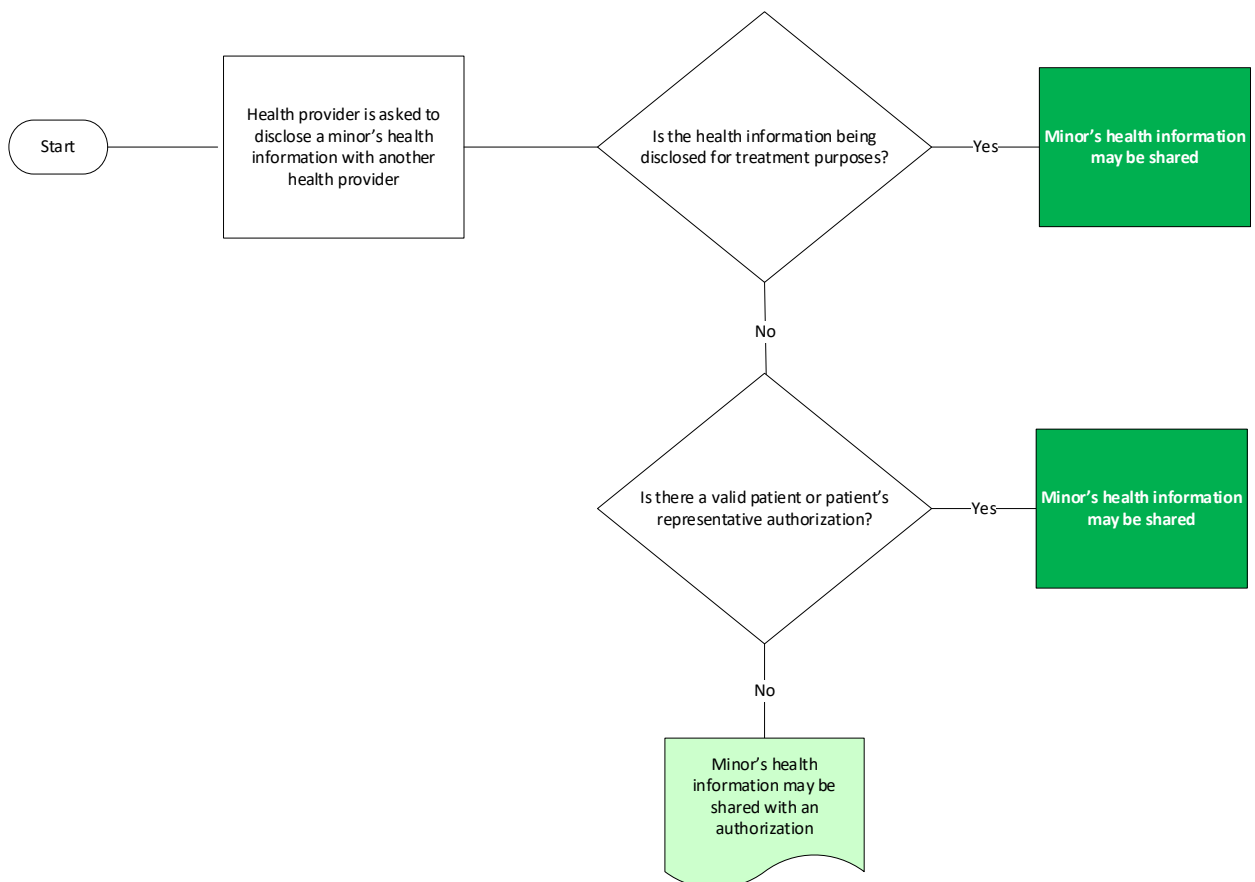 Start
Health provider is asked to
disclose a minor's health
information with another
health provider
Is the health information being
disclosed for treatment purposes?
Yes
Minor's health information
may be shared
No
Is there a valid patient or patient's
representative authorization?
Yes
Minor's health information
may be shared
No
Minor's health
information may be
shared with an
authorization